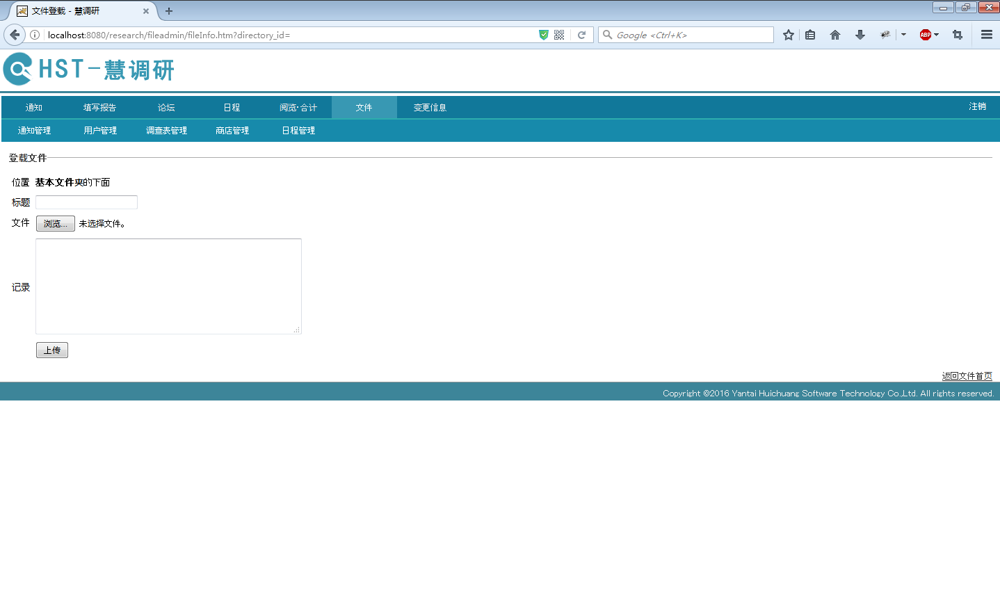 文件登载 - 慧调研
localhost:8080/research/fileadmin/fileInfo.htm?directory_id=
Google <Ctrl+K>
ABP
HST-慧调研
通知 填写报告 论坛 日程 阅览·合计 文件 变更信息 注销
通知管理 用户管理 调查表管理 商店管理 日程管理
登载文件
位置 基本文件夹的下面
标题
文件 浏览... 未选择文件。
记录
上传
返回文件首页
Copyright ©2016 Yantai Huichuang Software Technology Co.,Ltd. All rights reserved.